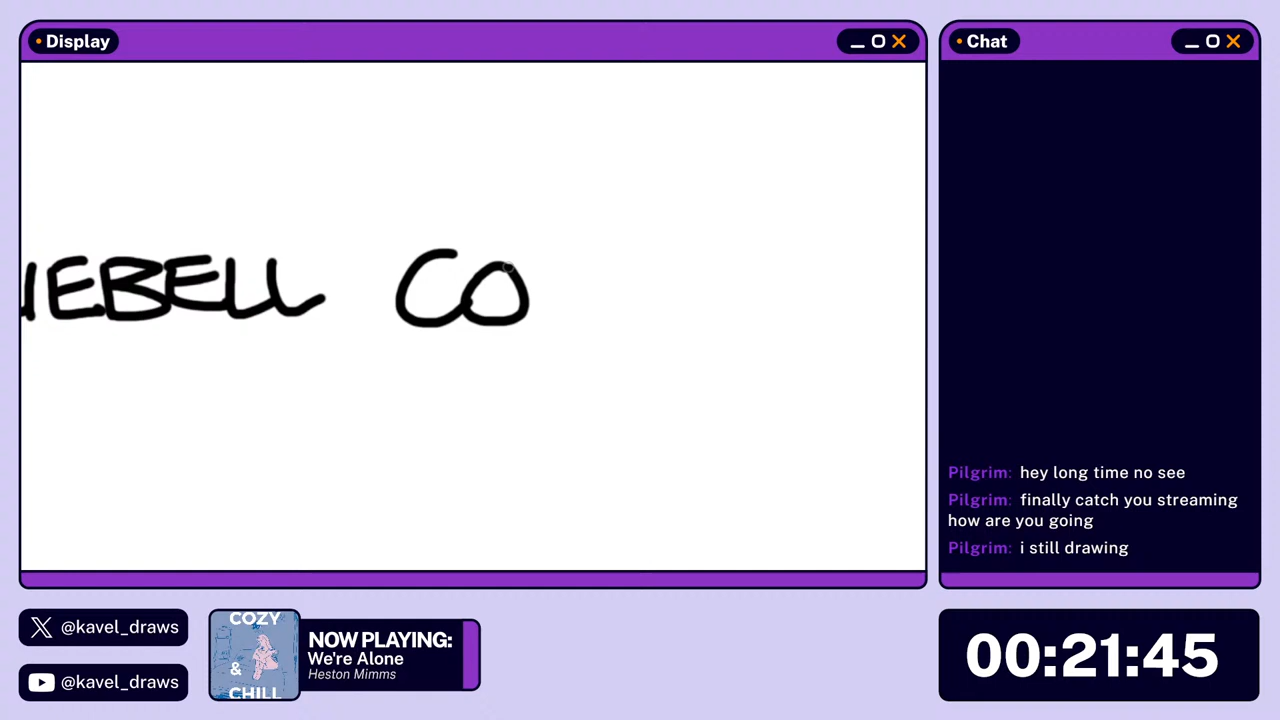 Display
Chat
IEBELL CO
Pilgrim: hey long time no see
Pilgrim: finally catch you streaming
how are you going
Pilgrim: i still drawing
@kavel_draws
@kavel_draws
COZY
&
CHILL
NOW PLAYING:
We're Alone
Heston Mimms
00:21:45